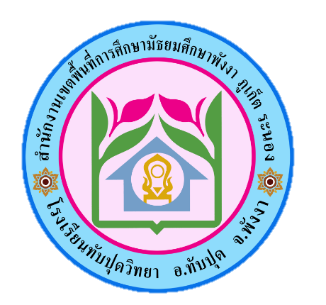 สำนักงานเขตพื้นที่การศึกษามัธยมศึกษาพังงา ภูเก็ต ระนอง
โรงเรียนทับปุดวิทยา อ.ทับปุด จ.พังงา